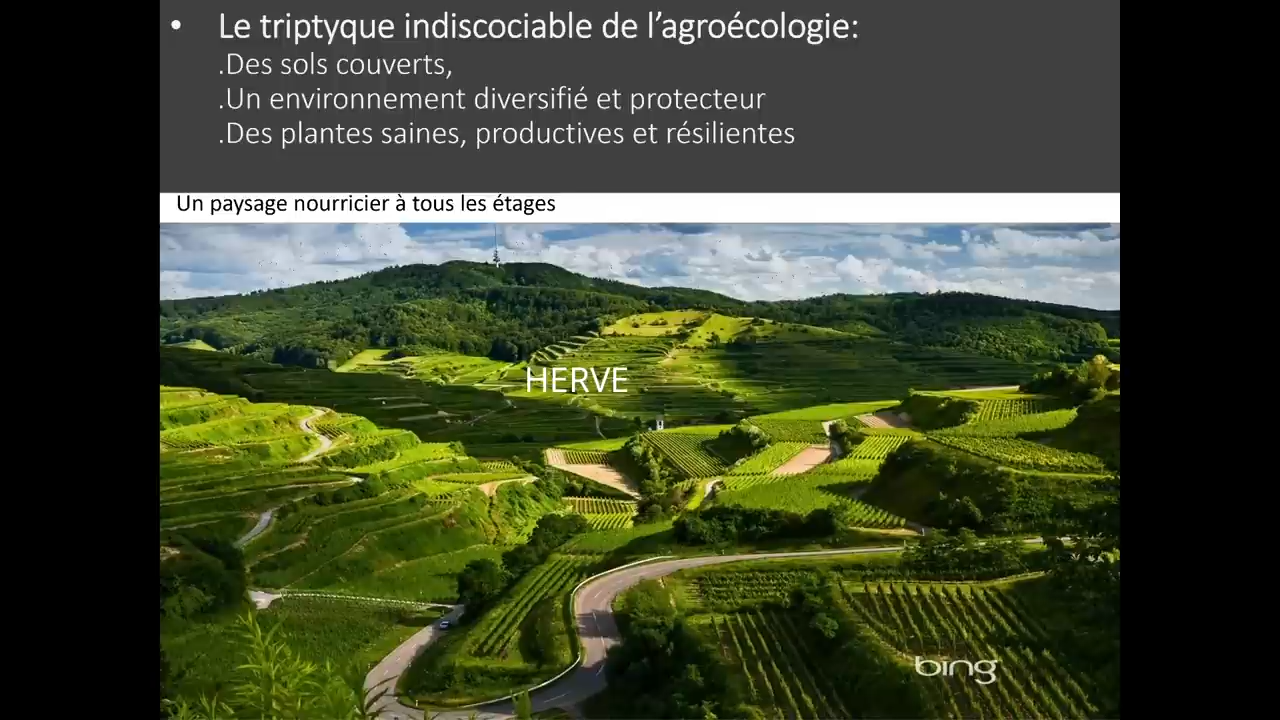 • Le triptyque indiscociable de l’agroécologie:
.Des sols couverts,
.Un environnement diversifié et protecteur
.Des plantes saines, productives et résilientes
Un paysage nourricier à tous les étages
HERVE
bing